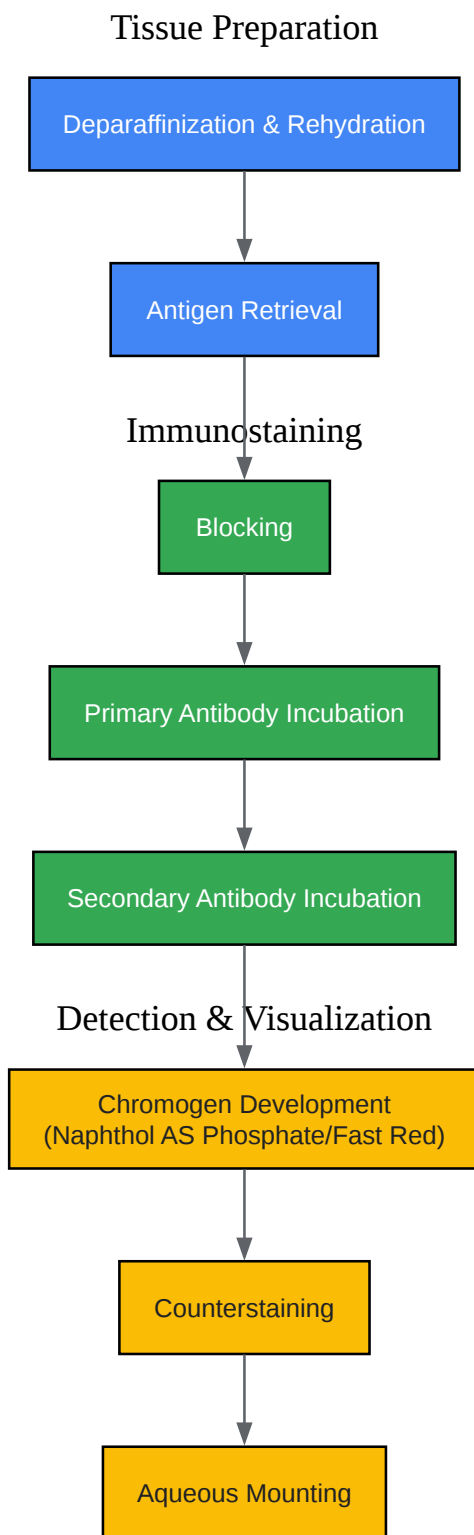 Tissue Preparation
Deparaffinization & Rehydration
Antigen Retrieval
Immunostaining
Blocking
Primary Antibody Incubation
Secondary Antibody Incubation
Detection & Visualization
Chromogen Development
(Naphthol AS Phosphate/Fast Red)
Counterstaining
Aqueous Mounting